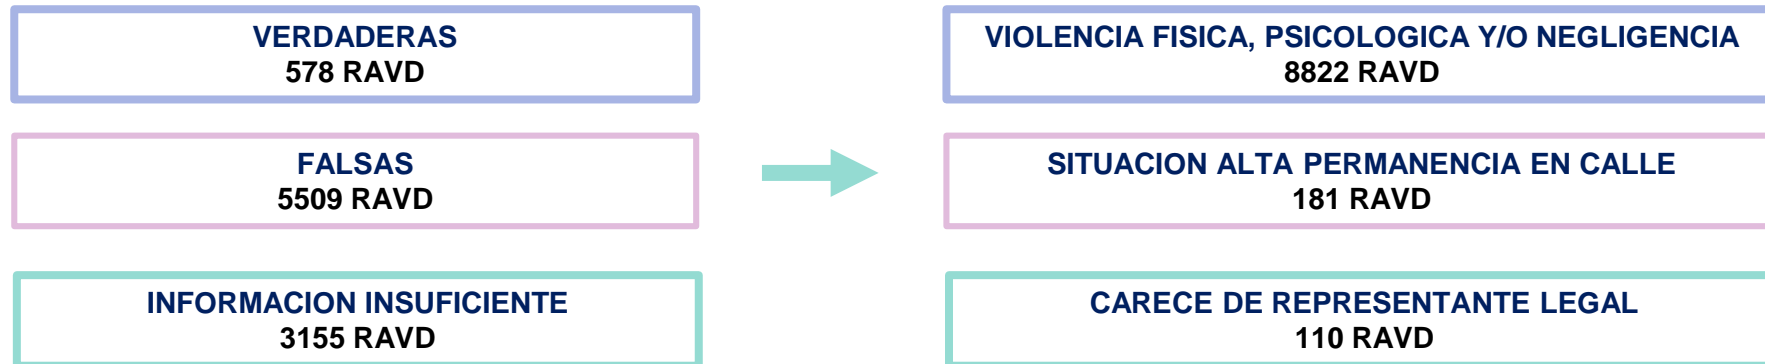 VERDADERAS
578 RAVD
FALSAS
5509 RAVD
INFORMACION INSUFICIENTE
3155 RAVD
VIOLENCIA FISICA, PSICOLOGICA Y/O NEGLIGENCIA
8822 RAVD
SITUACION ALTA PERMANENCIA EN CALLE
181 RAVD
CARECE DE REPRESENTANTE LEGAL
110 RAVD